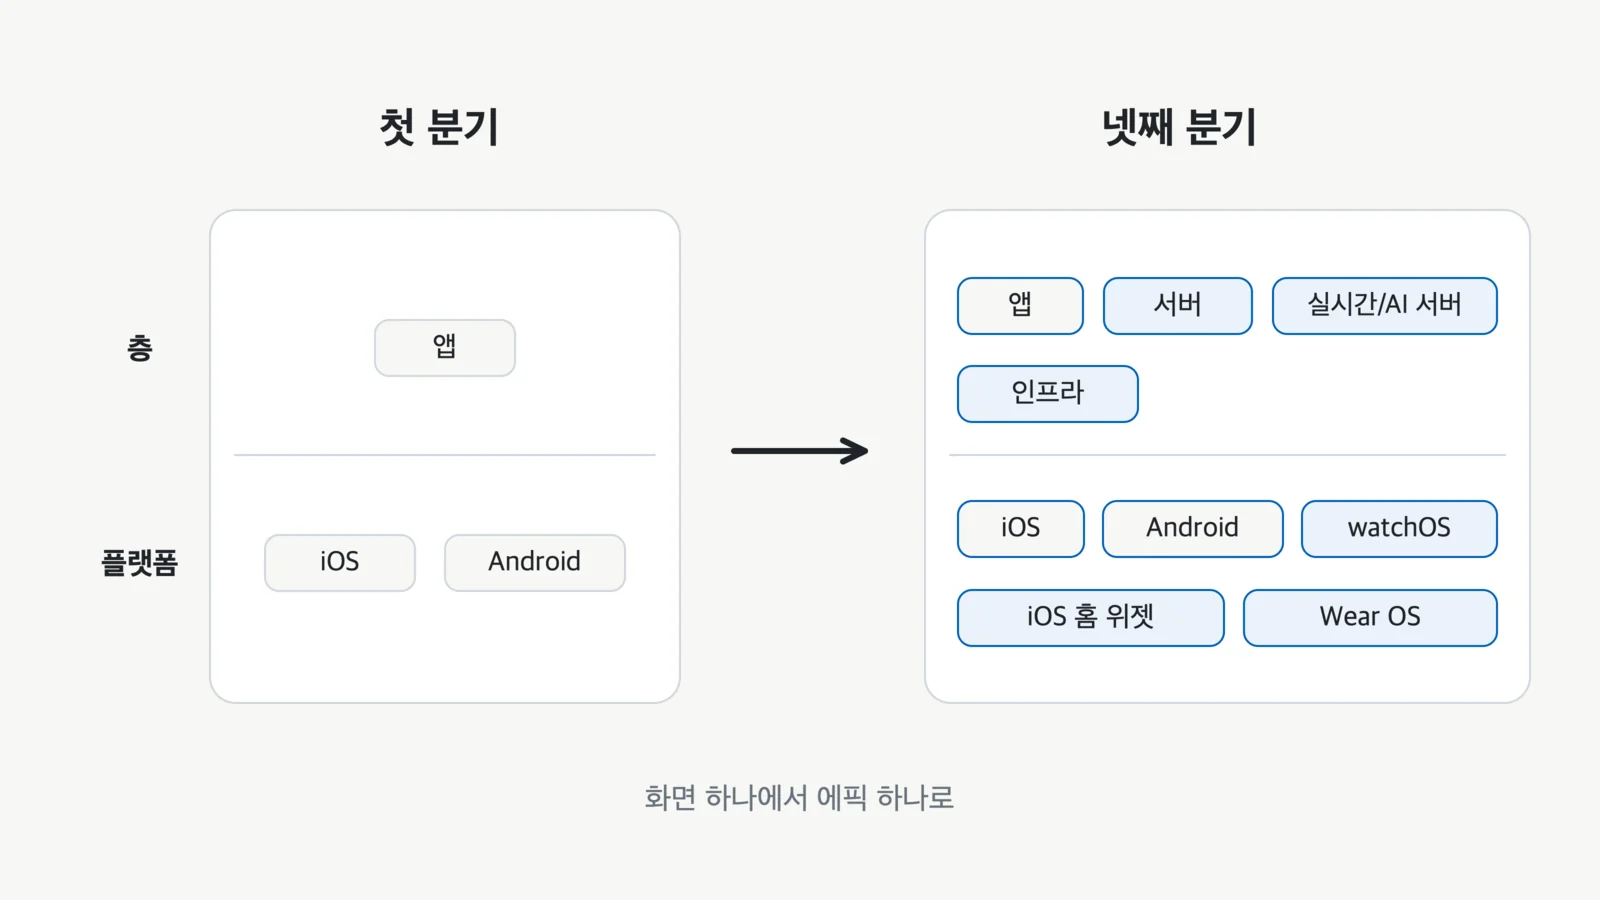 첫 분기
넷째 분기
층
앱
플랫폼
iOS
Android
앱
서버
실시간/AI 서버
인프라
iOS
Android
watchOS
iOS 홈 위젯
Wear OS
화면 하나에서 에픽 하나로